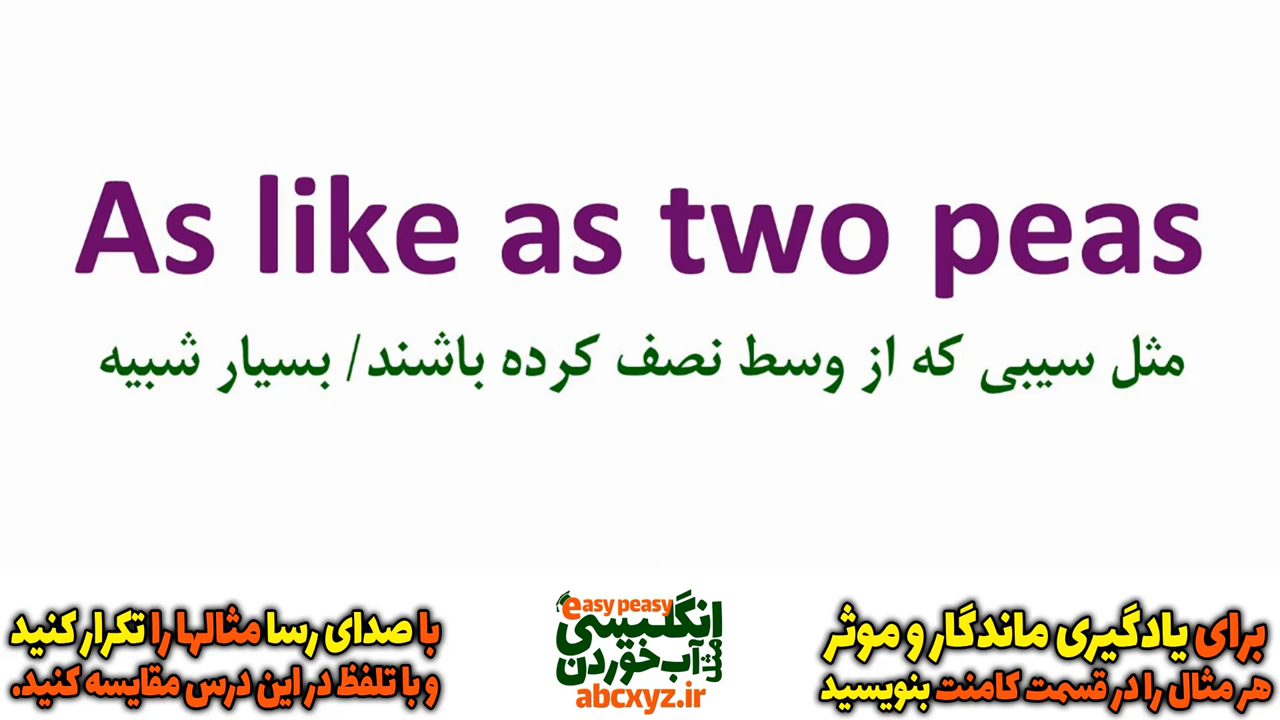 As like as two peas
مثل سیبی که از وسط نصف کرده باشند/ بسیار شبیه
برای یادگیری ماندگار و موثر
هر مثال را در قسمت کامنت بنویسید
easy peasy
انگلیسی
مثل آب خوردن
abcxyz.ir
با صدای رسا مثالها را تکرار کنید
و با تلفظ در این درس مقایسه کنید.